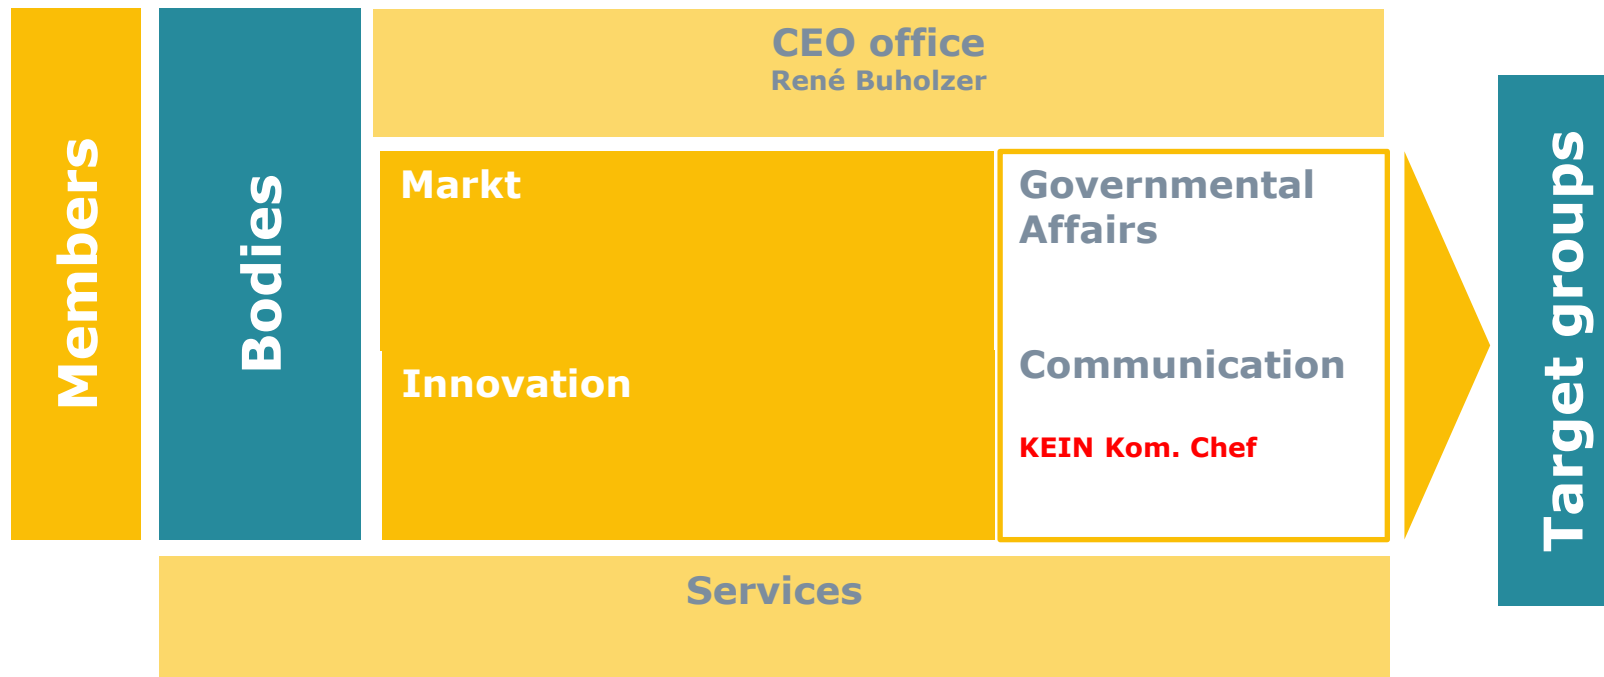 Members
Bodies
CEO office
René Buholzer
Markt
Innovation
Governmental
Affairs
Communication
KEIN Kom. Chef
Services
Target groups